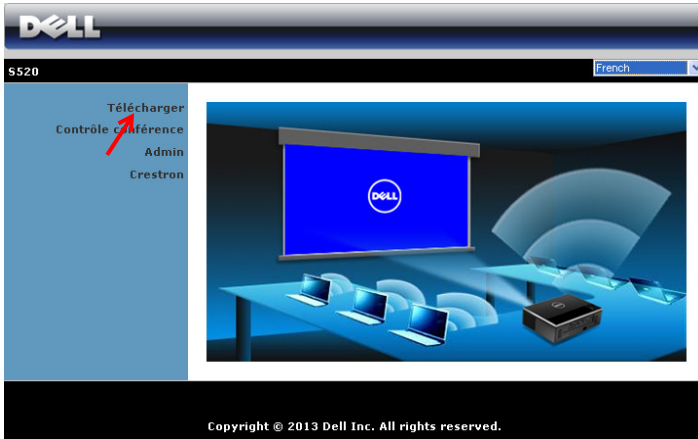 DELL
S520
French
Télécharger
Contrôle conférence
Admin
Crestron
DELL
Copyright © 2013 Dell Inc. All rights reserved.